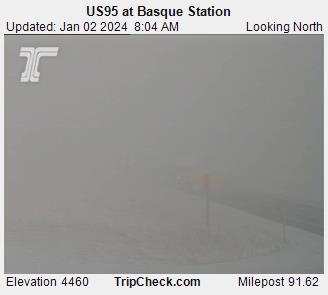 US95 at Basque Station
Updated: Jan 02 2024 8:04 AM Looking North
Elevation 4460 TripCheck.com Milepost 91.62